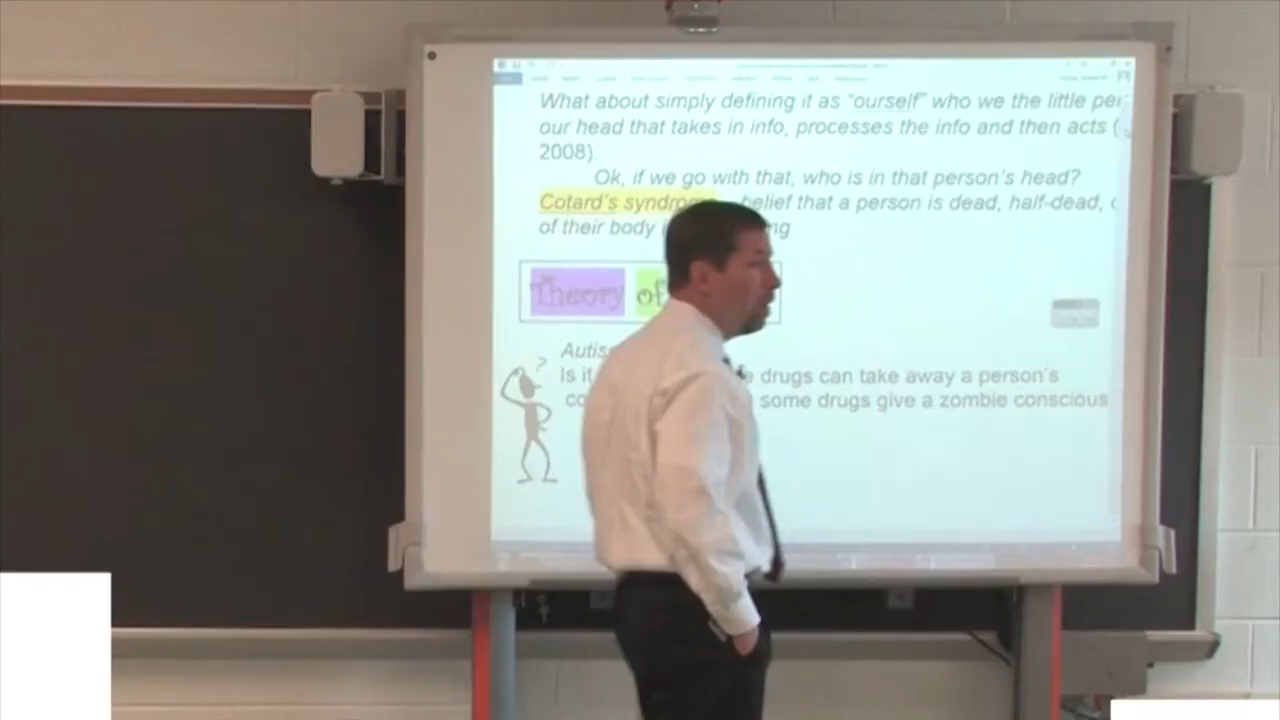 What about simply defining it as “ourself” who we the little per
our head that takes in info, processes the info and then acts (
2008).
Ok, if we go with that, who is in that person’s head?
Cotard’s syndrom belief that a person is dead, half-dead,
of their body
Theory of
Autis
Is it drugs can take away a person’s
co some drugs give a zombie conscious
?